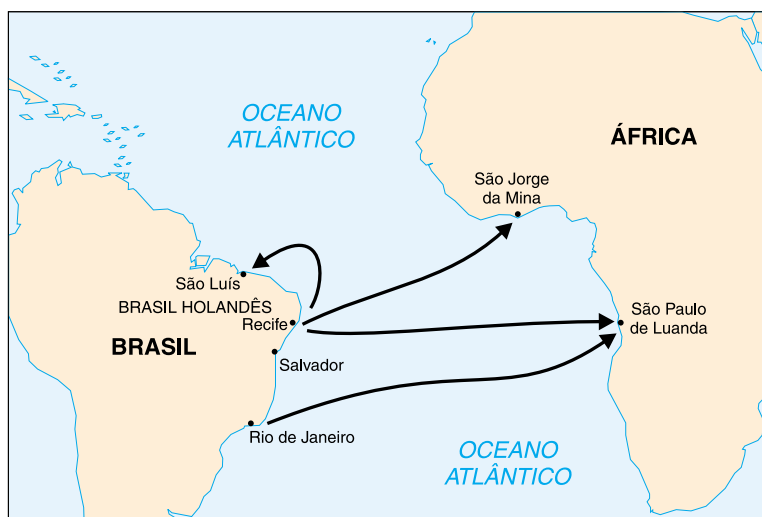 OCEANO
ATLÂNTICO
ÁFRICA
São Jorge
da Mina
São Luís
BRASIL HOLANDÊS
Recife
São Paulo
de Luanda
BRASIL
Salvador
Rio de Janeiro
OCEANO
ATLÂNTICO